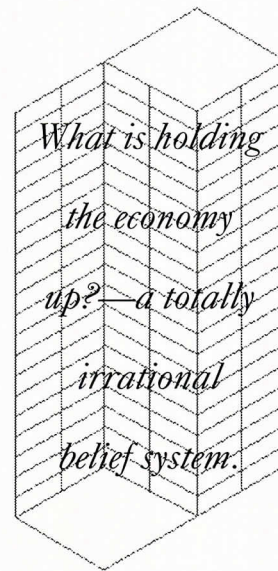 What is holding
the economy
up?—a totally
irrational
belief system.